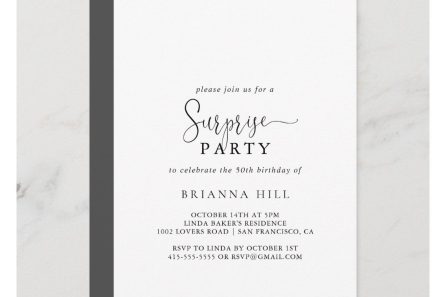 please join us for a
Surprise
PARTY
to celebrate the 50th birthday of
BRIANNA HILL
OCTOBER 14TH AT 5PM
LINDA BAKER'S RESIDENCE
1002 LOVERS ROAD | SAN FRANCISCO, CA
RSVP TO LINDA BY OCTOBER 1ST
415-555-5555 OR RSVP@GMAIL.COM